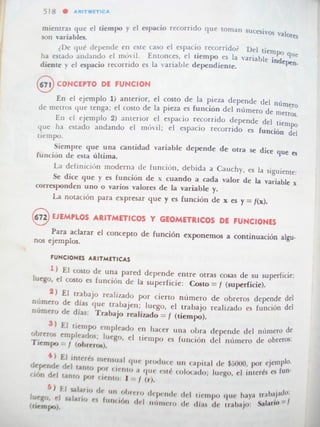 518 • ARITMETICA
mientras que el tiempo y el espacio recorrido que toman sucesivos valores
son variables.
¿De qué depende en este caso el espacio recorrido? Del tiempo que
ha estado andando el móvil. Entonces, el tiempo es la variable indepen-
diente y el espacio recorrido es la variable dependiente.
671 CONCEPTO DE FUNCION
En el ejemplo 1) anterior, el costo de la pieza depende del número
de metros que tenga; el costo de la pieza es función del número de metros.
En el ejemplo 2) anterior el espacio recorrido depende del tiempo
que ha estado andando el móvil; el espacio recorrido es función del
tiempo.
Siempre que una cantidad variable depende de otra se dice que es
función de esta última.
La definición moderna de función, debida a Cauchy, es la siguiente:
Se dice que y es función de x cuando a cada valor de la variable x
corresponden uno o varios valores de la variable y.
La notación para expresar que y es función de x es y = f(x).
672 EJEMPLOS ARITMETICOS Y GEOMETRICOS DE FUNCIONES
Para aclarar el concepto de función exponemos a continuación algu-
nos ejemplos.
FUNCIONES ARITMETICAS
1) El costo de una pared depende entre otras cosas de su superficie:
luego, el costo es función de la superficie: Costo = f (superficie).
2) El trabajo realizado por cierto número de obreros depende del
número de días que trabajen; luego, el trabajo realizado es función del
número de días: Trabajo realizado = f (tiempo).
3) El tiempo empleado en hacer una obra depende del número de
obreros empleados; luego, el tiempo es función del número de obreros:
Tiempo = f (obreros).
4) El interés mensual que produce un capital de $5000, por ejemplo,
depende del tanto por ciento a que esté colocado; luego, el interés es fun-
ción del tanto por ciento: I = f (r).
5) El salario de un obrero depende del tiempo que haya trabajado:
luego, el salario es función del número de días de trabajo: Salario = f
(tiempo).